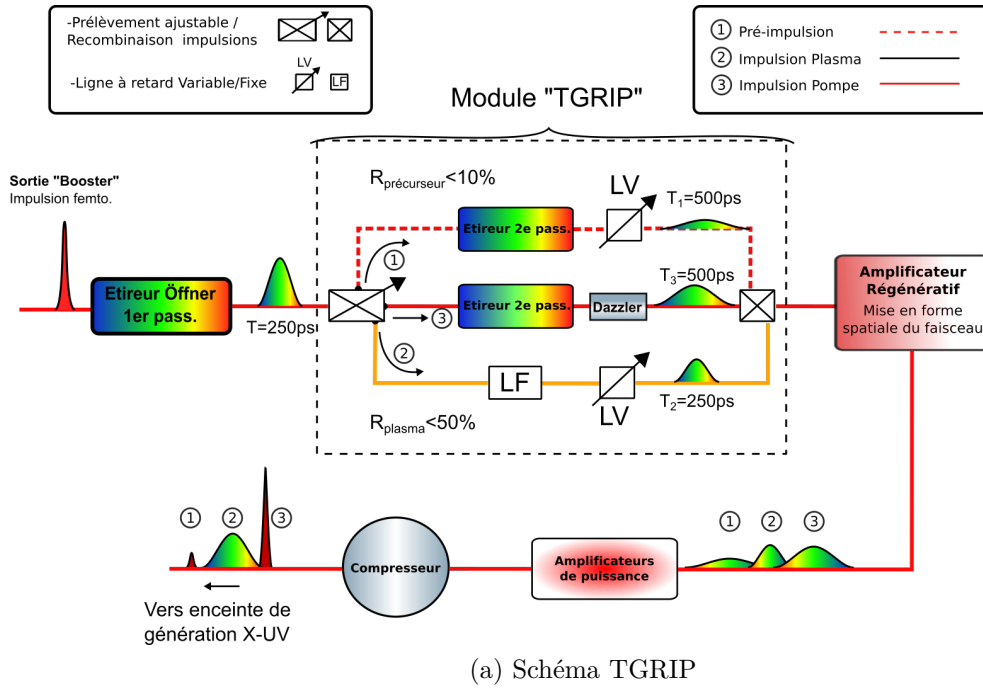 -Prélèvement ajustable /
Recombinaison impulsions
LV
-Ligne à retard Variable/Fixe
LF
1 Pré-impulsion
2 Impulsion Plasma
3 Impulsion Pompe
Module "TGRIP"
Sortie "Booster"
Impulsion femto.
Etireur Öffner
1er pass.
T=250ps
Rprécurseur<10%
LV
T1=500ps
Etireur 2e pass.
1
T3=500ps
Etireur 2e pass.
Dazzler
3
2
LF
LV
T2=250ps
Rplasma<50%
Amplificateur
Régénératif
Mise en forme
spatiale du faisceau
1 2 3
Compresseur
Amplificateurs
de puissance
1 2 3
Vers enceinte de
génération X-UV
(a) Schéma TGRIP